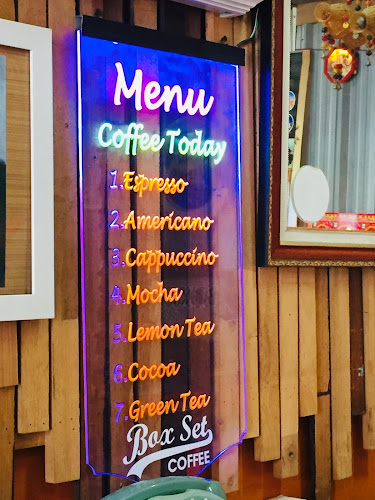 Menu
Coffee Today
1.Espresso
2.Americano
3.Cappuccino
4.Mocha
5.Lemon Tea
6.Cocoa
7.Green Tea
Box Set
COFFEE